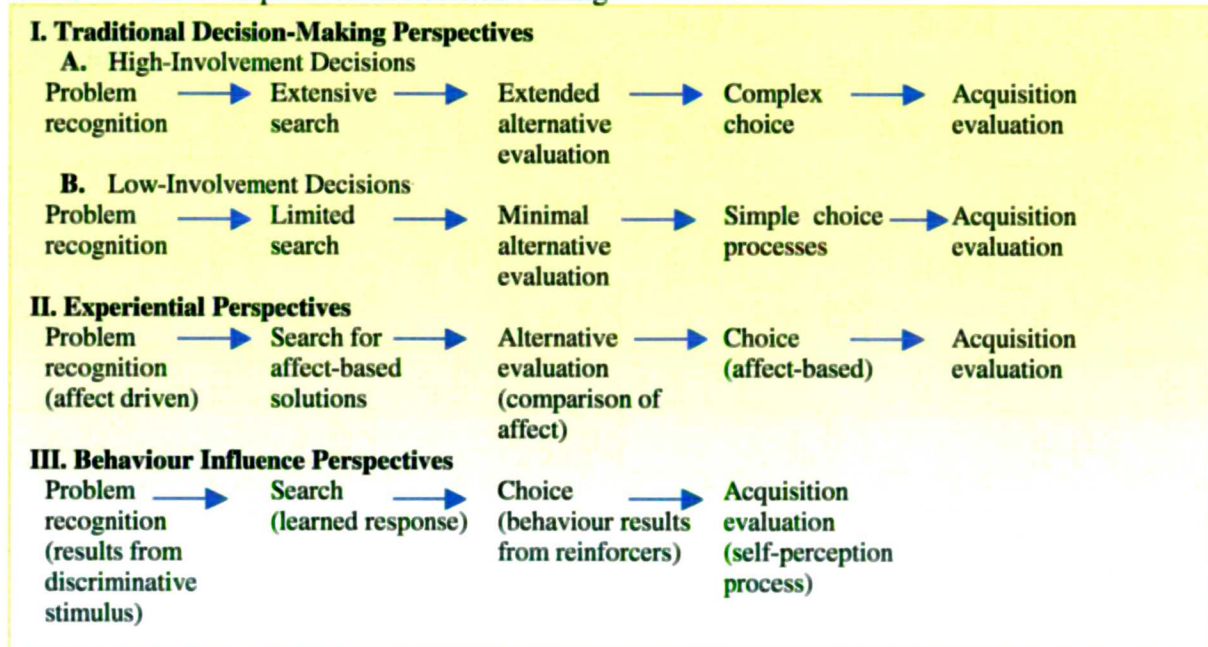 I. Traditional Decision-Making Perspectives
A. High-Involvement Decisions
Problem recognition Extensive search Extended alternative evaluation Complex choice Acquisition evaluation
B. Low-Involvement Decisions
Problem recognition Limited search Minimal alternative evaluation Simple choice processes Acquisition evaluation
II. Experiential Perspectives
Problem recognition (affect driven) Search for affect-based solutions Alternative evaluation (comparison of affect) Choice (affect-based) Acquisition evaluation
III. Behaviour Influence Perspectives
Problem recognition (results from discriminative stimulus) Search (learned response) Choice (behaviour results from reinforcers) Acquisition evaluation (self-perception process)